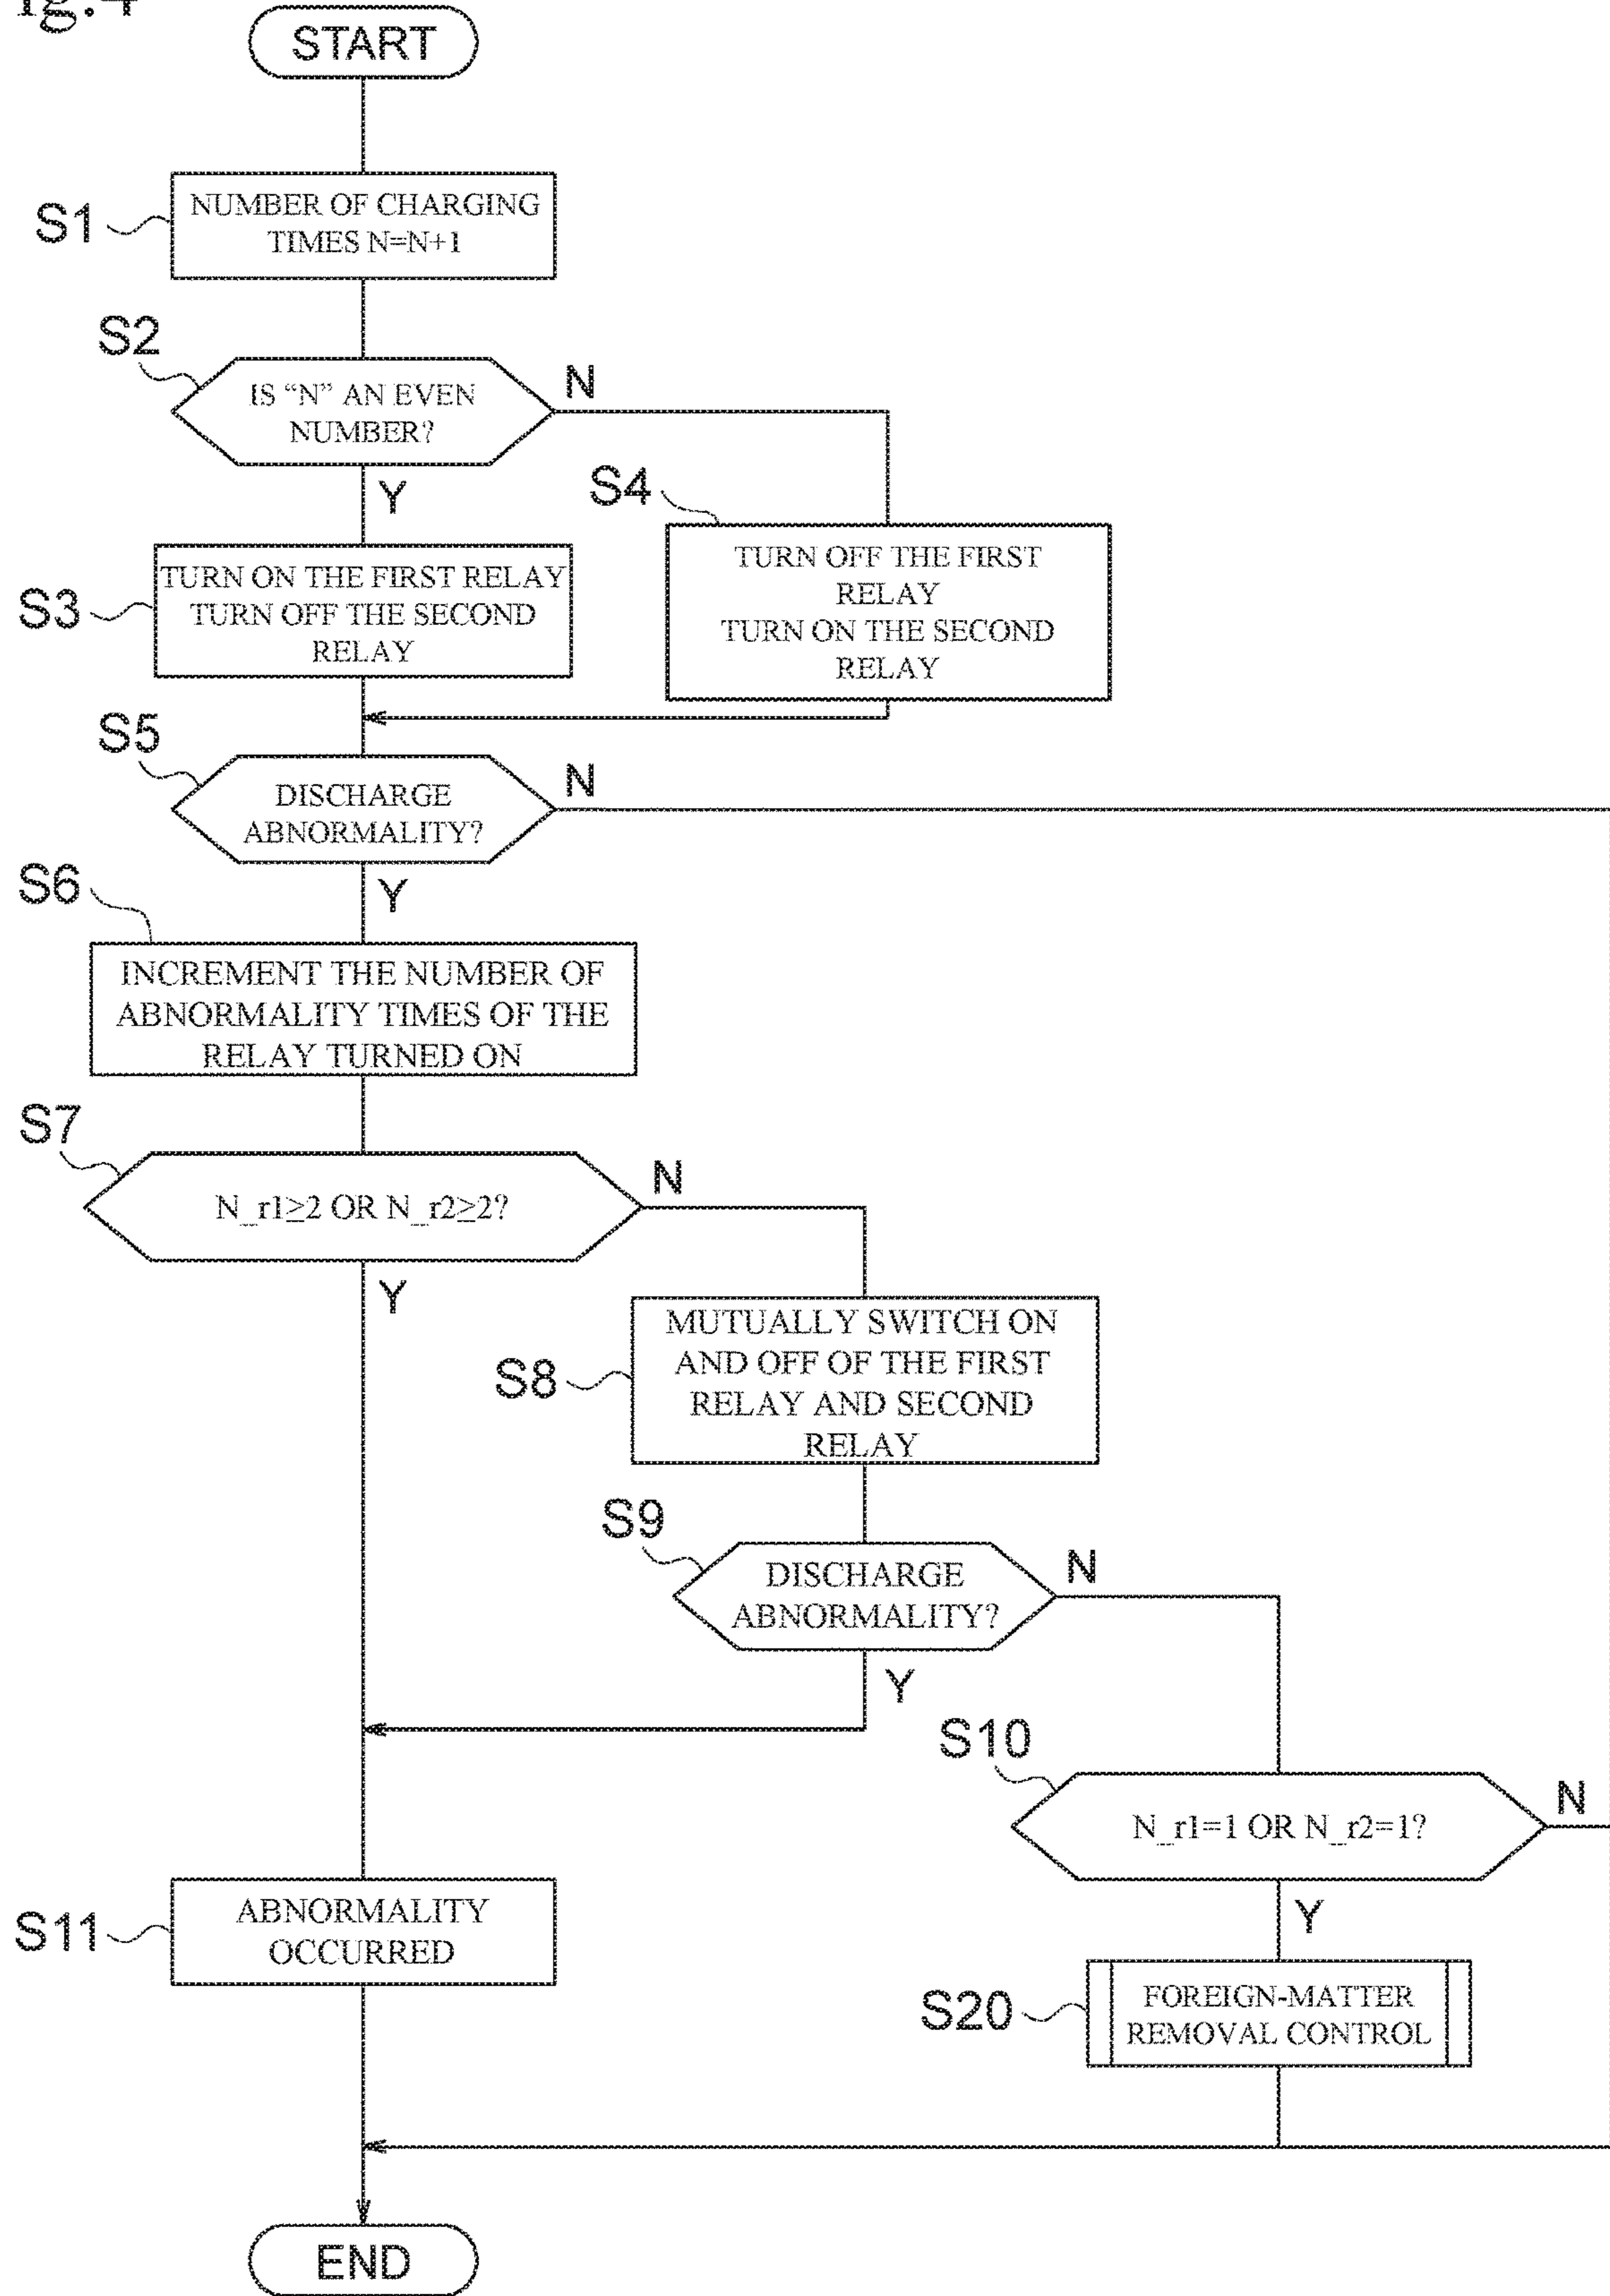 START
S1
NUMBER OF CHARGING
TIMES N=N+1
S2
IS “N” AN EVEN
NUMBER?
N
Y
S3
TURN ON THE FIRST RELAY
TURN OFF THE SECOND
RELAY
S4
TURN OFF THE FIRST
RELAY
TURN ON THE SECOND
RELAY
S5
DISCHARGE
ABNORMALITY?
N
Y
S6
INCREMENT THE NUMBER OF
ABNORMALITY TIMES OF THE
RELAY TURNED ON
S7
N_r1≥2 OR N_r2≥2?
N
Y
S8
MUTUALLY SWITCH ON
AND OFF OF THE FIRST
RELAY AND SECOND
RELAY
S9
DISCHARGE
ABNORMALITY?
N
Y
S10
N_r1=1 OR N_r2=1?
N
Y
S11
ABNORMALITY
OCCURRED
S20
FOREIGN-MATTER
REMOVAL CONTROL
END